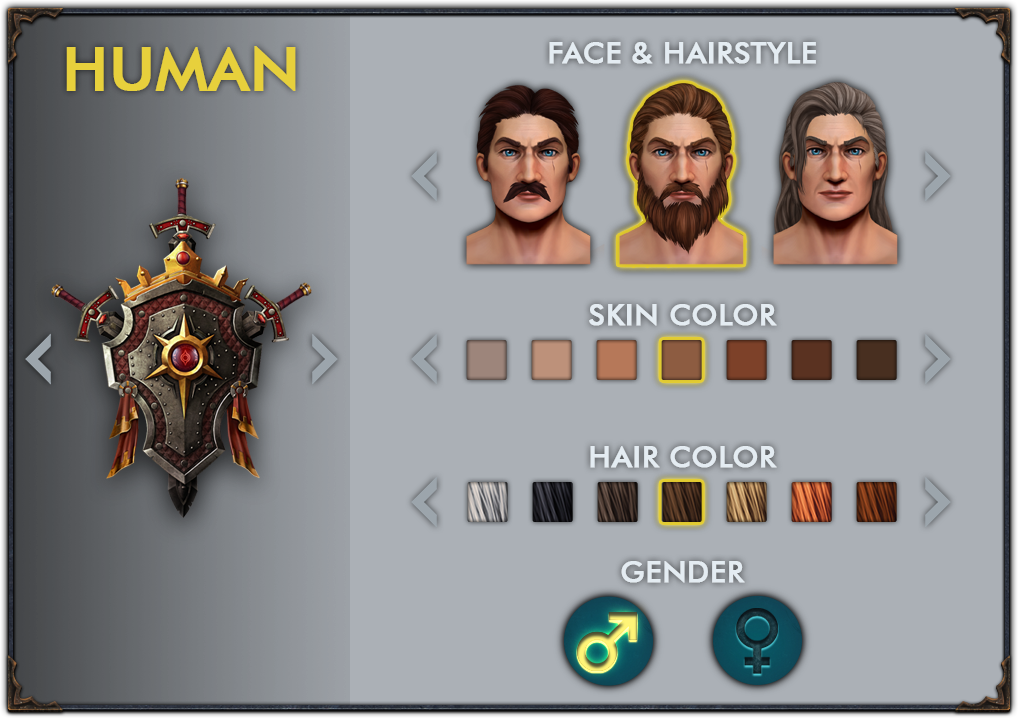 HUMAN
FACE & HAIRSTYLE
SKIN COLOR
HAIR COLOR
GENDER